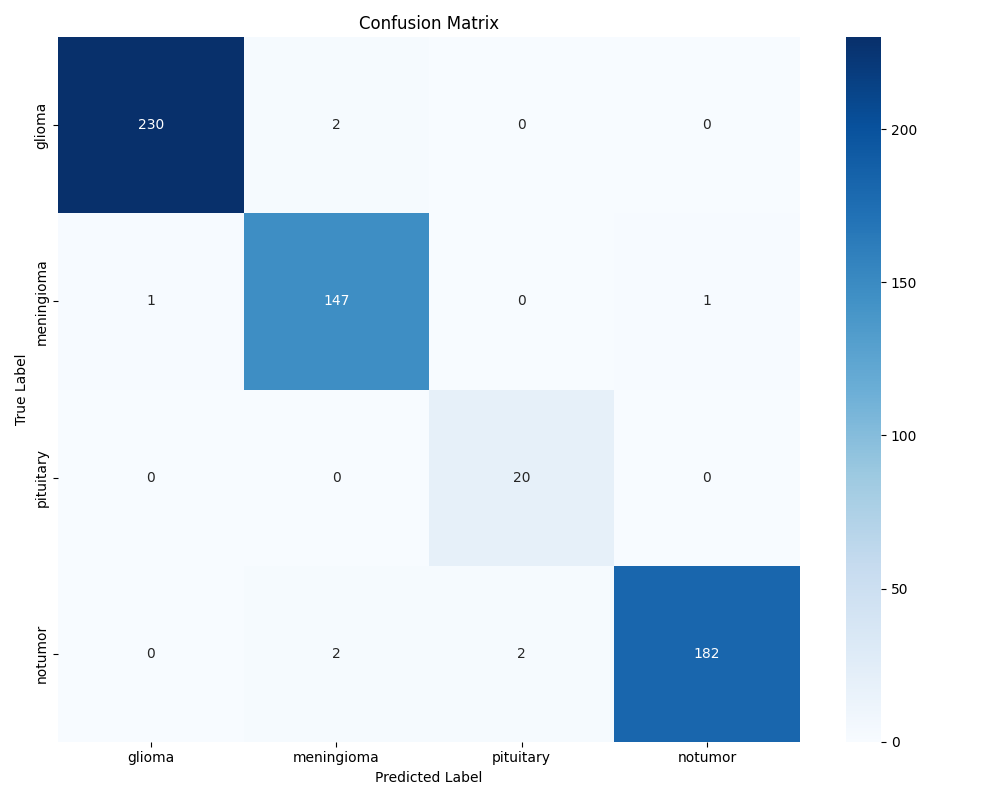 Confusion Matrix
glioma 230 2 0 0
meningioma 1 147 0 1
pituitary 0 0 20 0
notumor 0 2 2 182
glioma meningioma pituitary notumor
Predicted Label
True Label
200
150
100
50
0